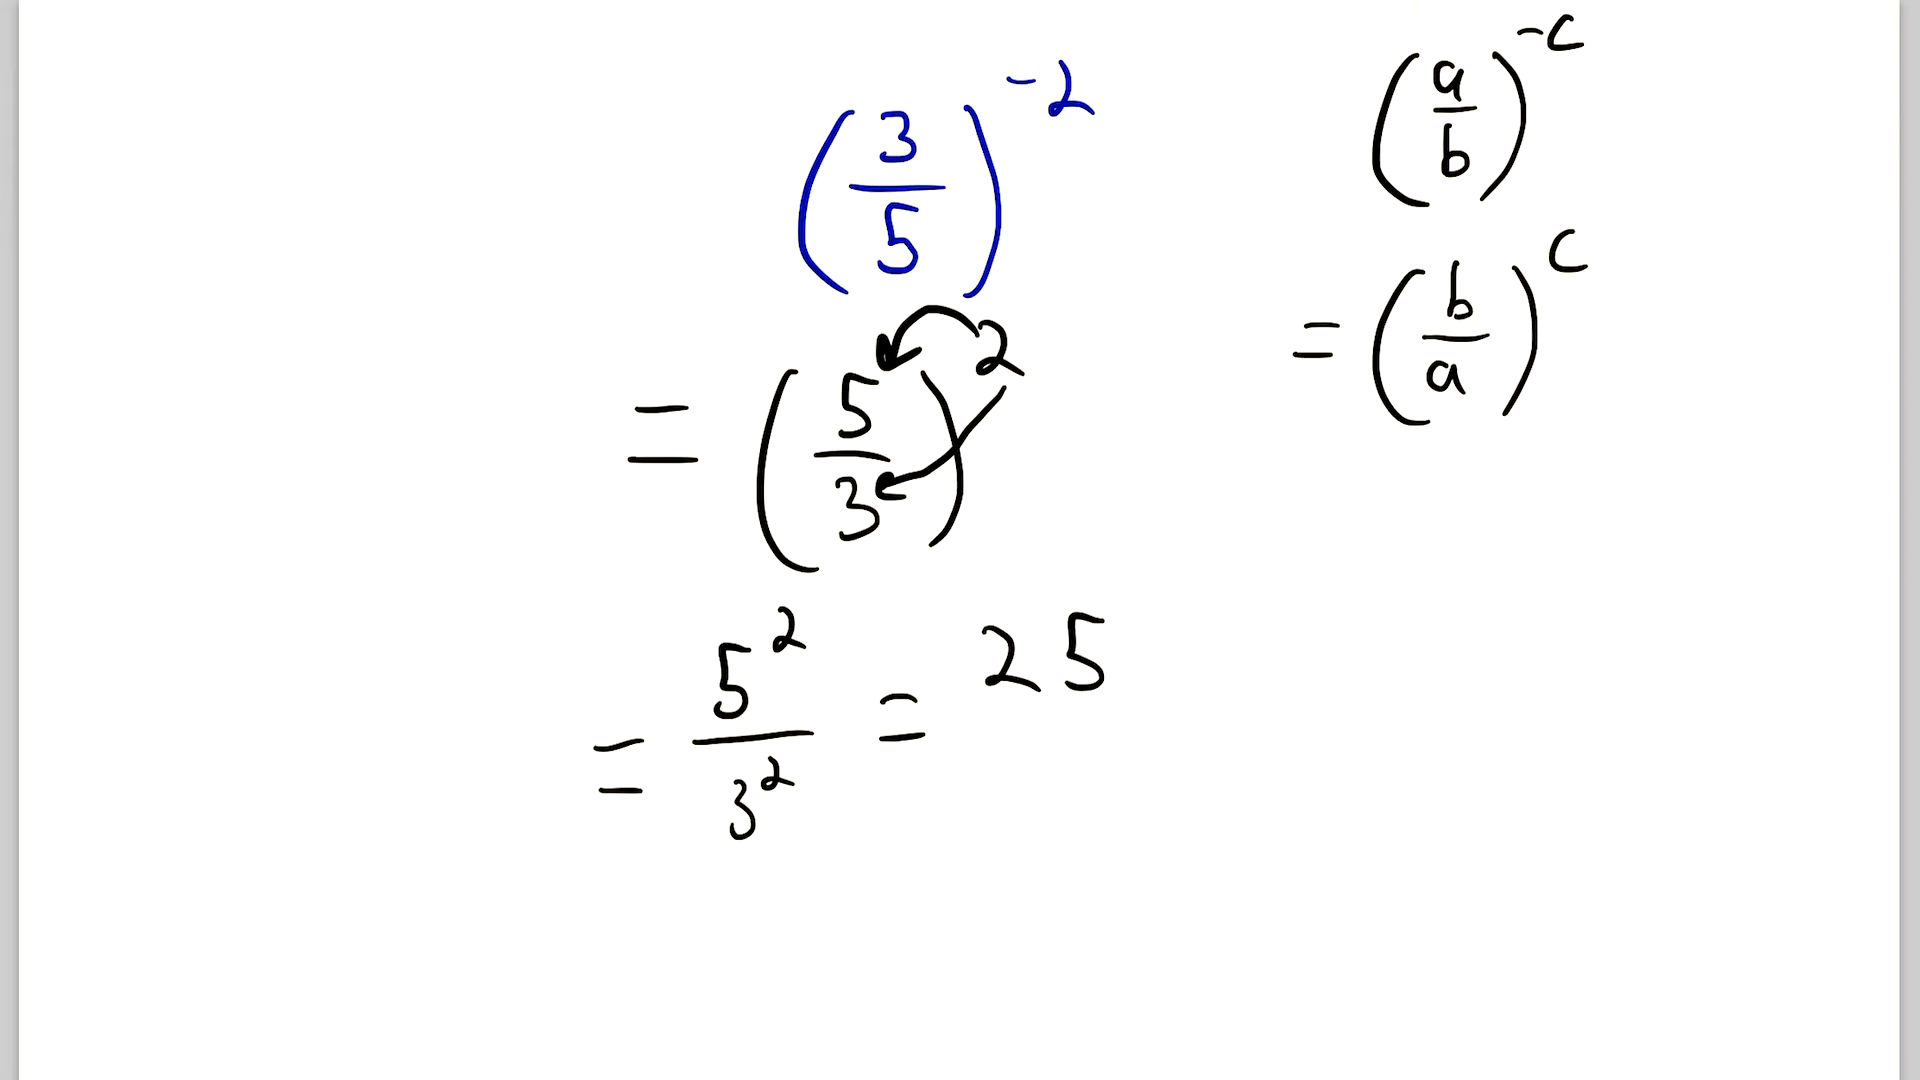 (3/5)^-2
= (5/3)^2
= 5^2/3^2 = 25
(a/b)^-c
= (b/a)^c